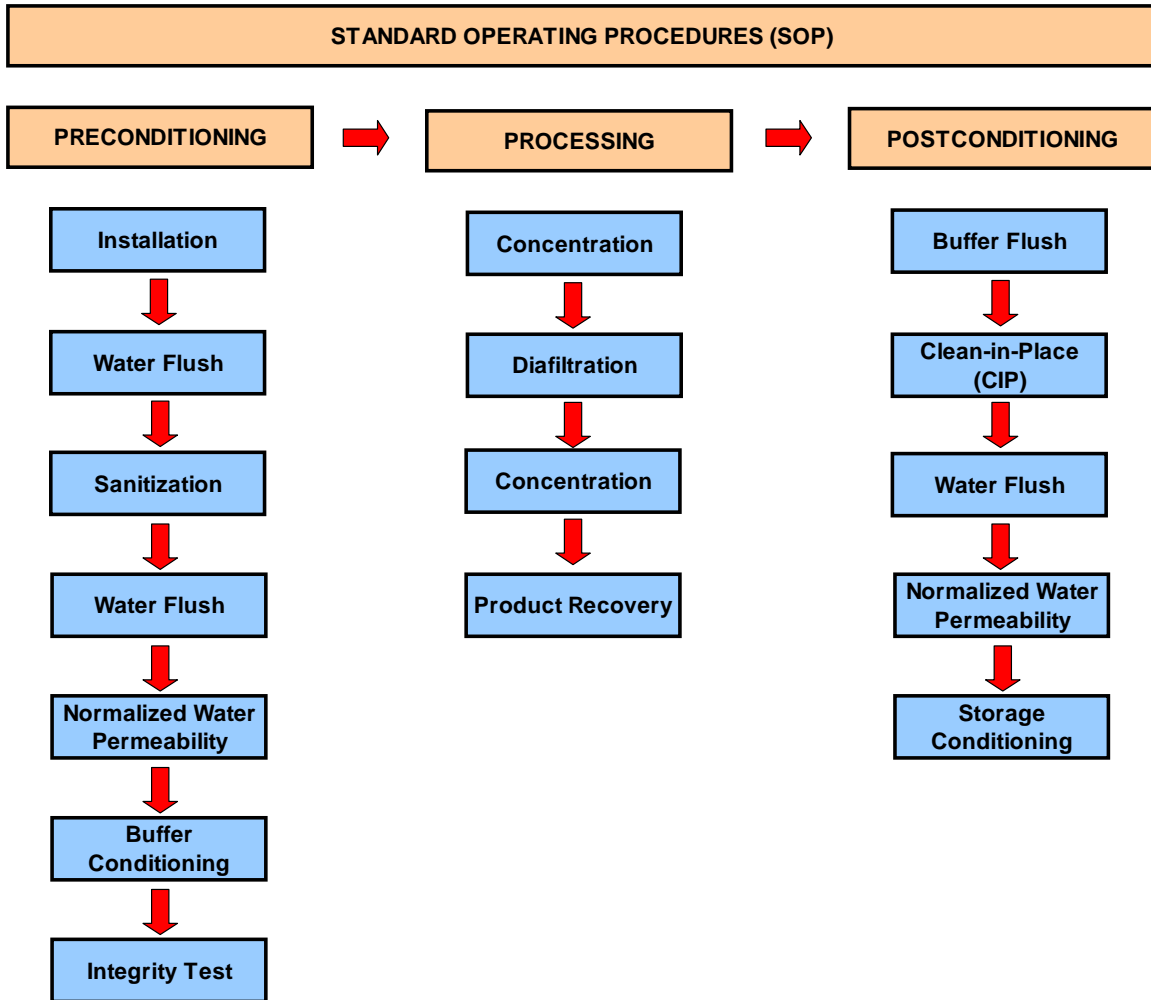 STANDARD OPERATING PROCEDURES (SOP)
PRECONDITIONING
PROCESSING
POSTCONDITIONING
Installation
Water Flush
Sanitization
Water Flush
Normalized Water
Permeability
Buffer
Conditioning
Integrity Test
Concentration
Diafiltration
Concentration
Product Recovery
Buffer Flush
Clean-in-Place
(CIP)
Water Flush
Normalized Water
Permeability
Storage
Conditioning